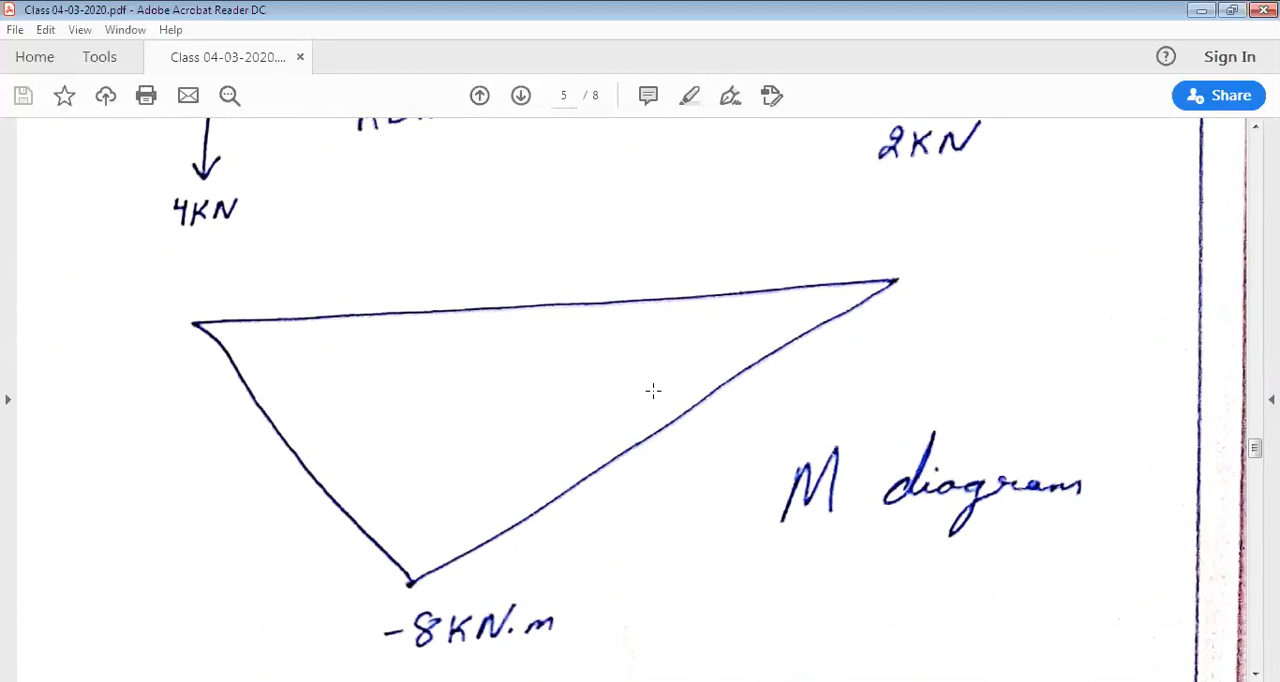 Class 04-03-2020.pdf - Adobe Acrobat Reader DC
File Edit View Window Help
Home Tools Class 04-03-2020.... × ? Sign In
5 / 8 Share
2KN
4KN
M diagram
-8KN.m